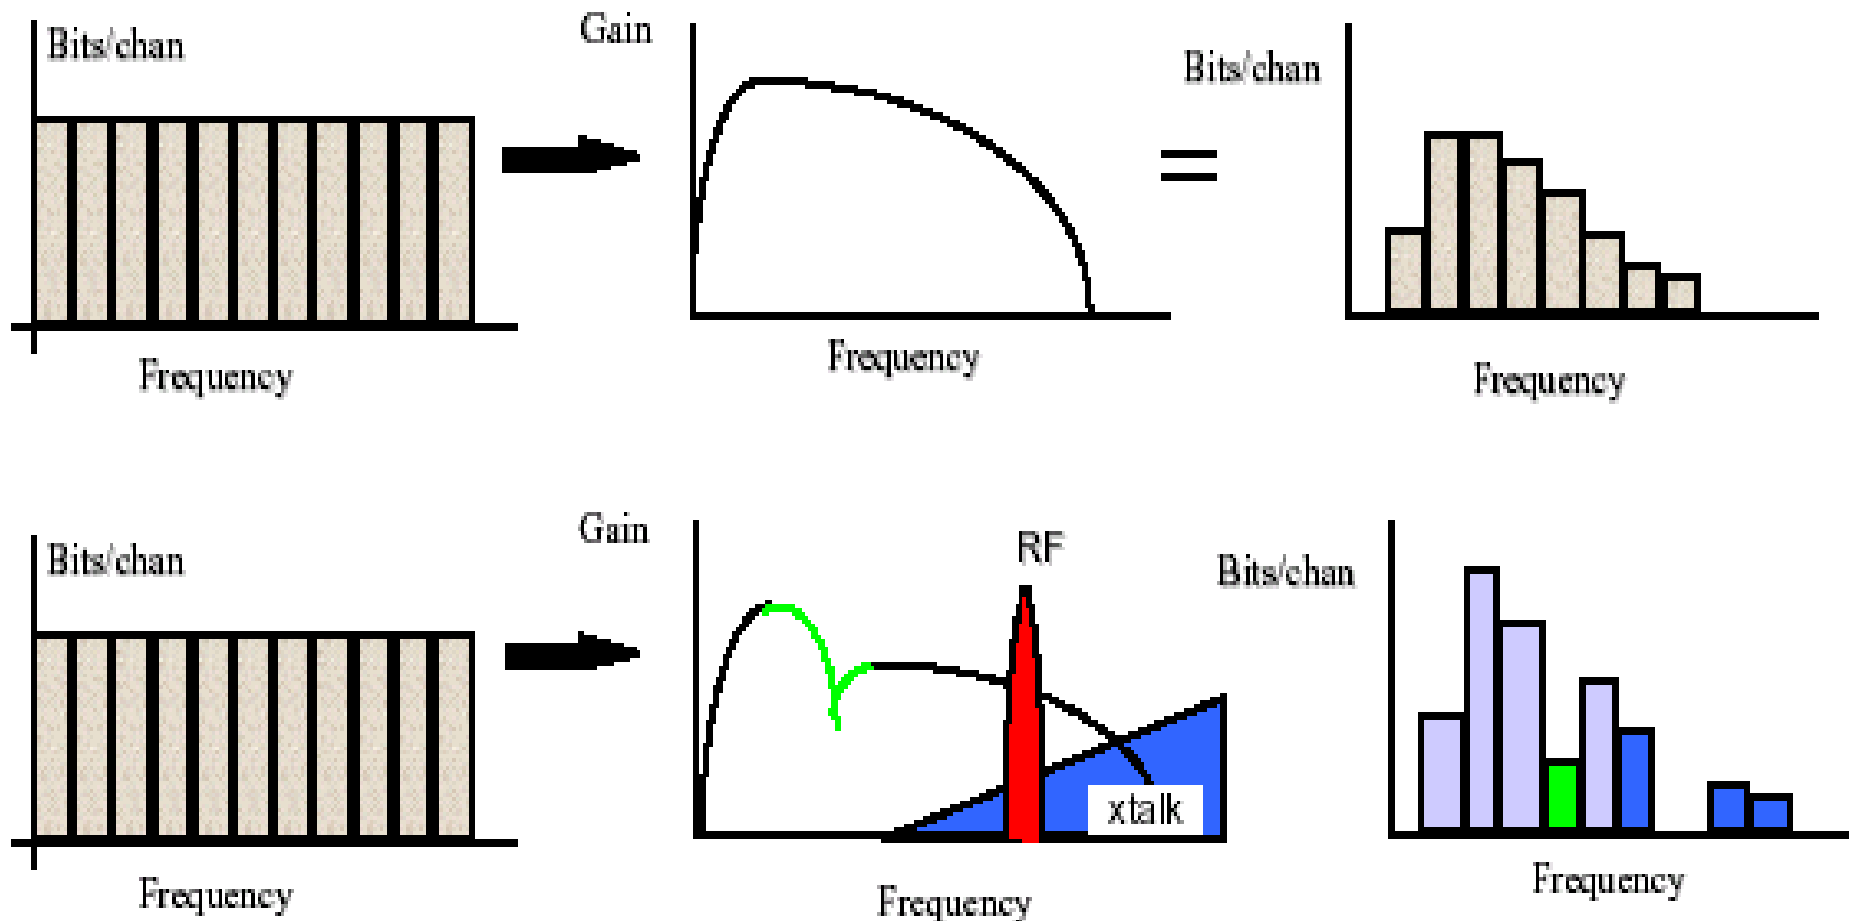 Bits/chan
Gain
Bits/chan
=
Frequency
Frequency
Frequency
Bits/chan
Gain
RF
Bits/chan
xtalk
Frequency
Frequency
Frequency